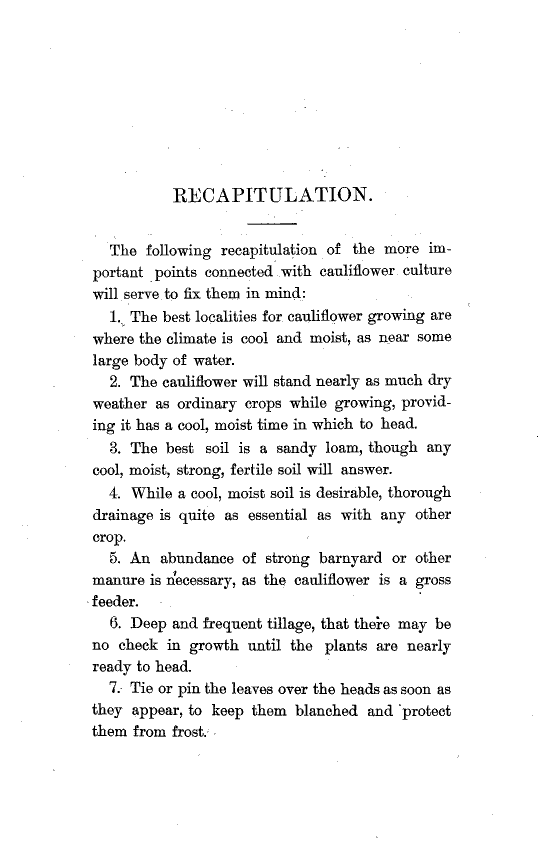 RECAPITULATION.
The following recapitulation of the more im-
portant points connected with cauliflower culture
will serve to fix them in mind:
1. The best localities for cauliflower growing are
where the climate is cool and moist, as near some
large body of water.
2. The cauliflower will stand nearly as much dry
weather as ordinary crops while growing, provid-
ing it has a cool, moist time in which to head.
3. The best soil is a sandy loam, though any
cool, moist, strong, fertile soil will answer.
4. While a cool, moist soil is desirable, thorough
drainage is quite as essential as with any other
crop.
5. An abundance of strong barnyard or other
manure is necessary, as the cauliflower is a gross
feeder.
6. Deep and frequent tillage, that there may be
no check in growth until the plants are nearly
ready to head.
7. Tie or pin the leaves over the heads as soon as
they appear, to keep them blanched and protect
them from frost.